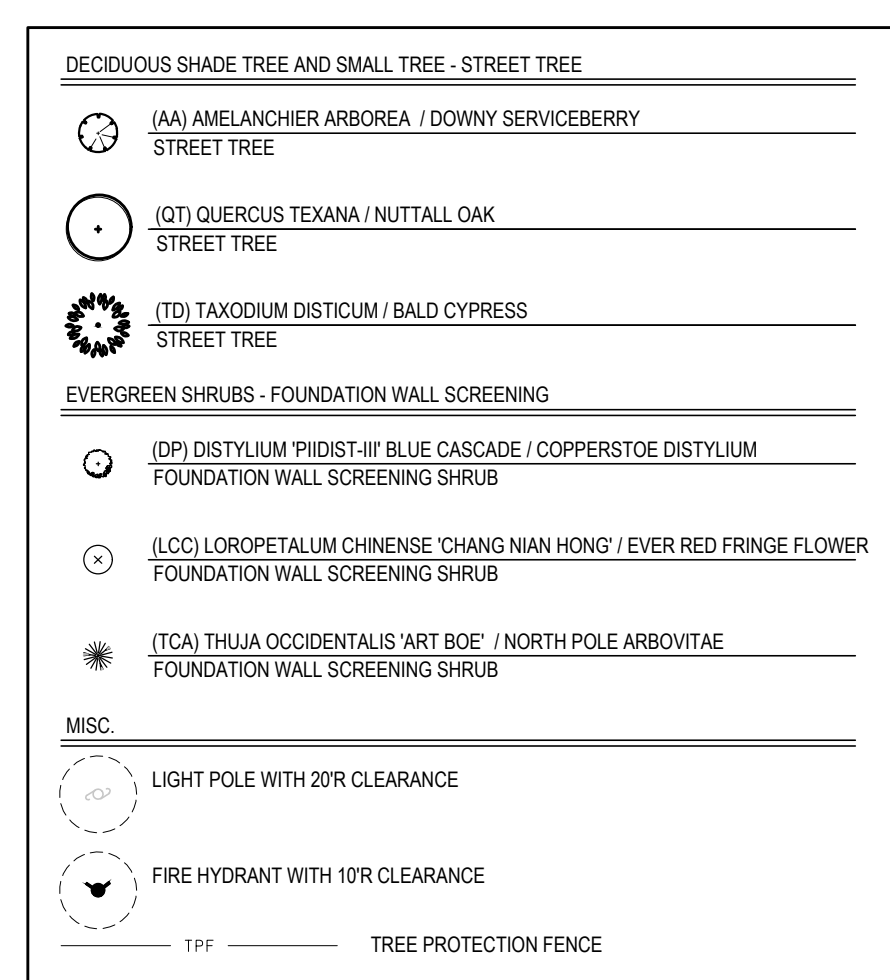 DECIDUOUS SHADE TREE AND SMALL TREE - STREET TREE
(AA) AMELANCHIER ARBOREA / DOWNY SERVICEBERRY
STREET TREE
(QT) QUERCUS TEXANA / NUTTALL OAK
STREET TREE
(TD) TAXODIUM DISTICUM / BALD CYPRESS
STREET TREE
EVERGREEN SHRUBS - FOUNDATION WALL SCREENING
(DP) DISTYLIUM 'PIIDIST-III' BLUE CASCADE / COPPERSTOE DISTYLIUM
FOUNDATION WALL SCREENING SHRUB
(LCC) LOROPETALUM CHINENSE 'CHANG NIAN HONG' / EVER RED FRINGE FLOWER
FOUNDATION WALL SCREENING SHRUB
(TCA) THUJA OCCIDENTALIS 'ART BOE' / NORTH POLE ARBOVITAE
FOUNDATION WALL SCREENING SHRUB
MISC.
LIGHT POLE WITH 20'R CLEARANCE
FIRE HYDRANT WITH 10'R CLEARANCE
TPF TREE PROTECTION FENCE